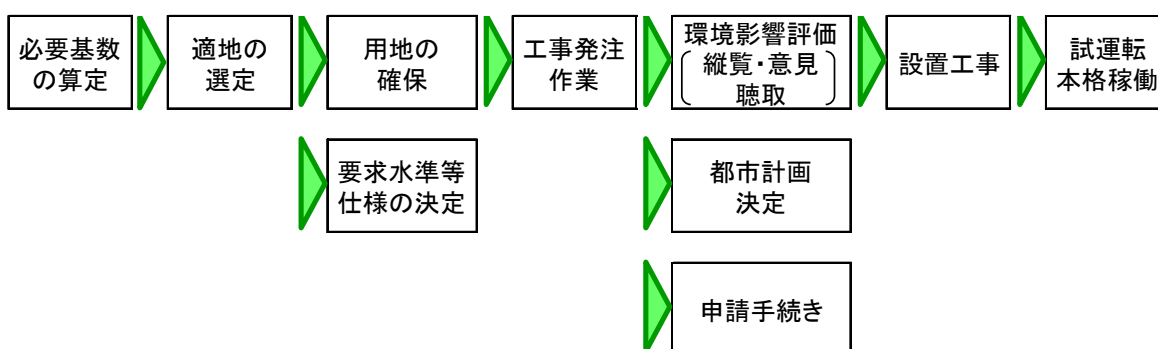 必要基数
の算定
適地の
選定
用地の
確保
工事発注
作業
環境影響評価
縦覧・意見
聴取
設置工事
試運転
本格稼働
要求水準等
仕様の決定
都市計画
決定
申請手続き